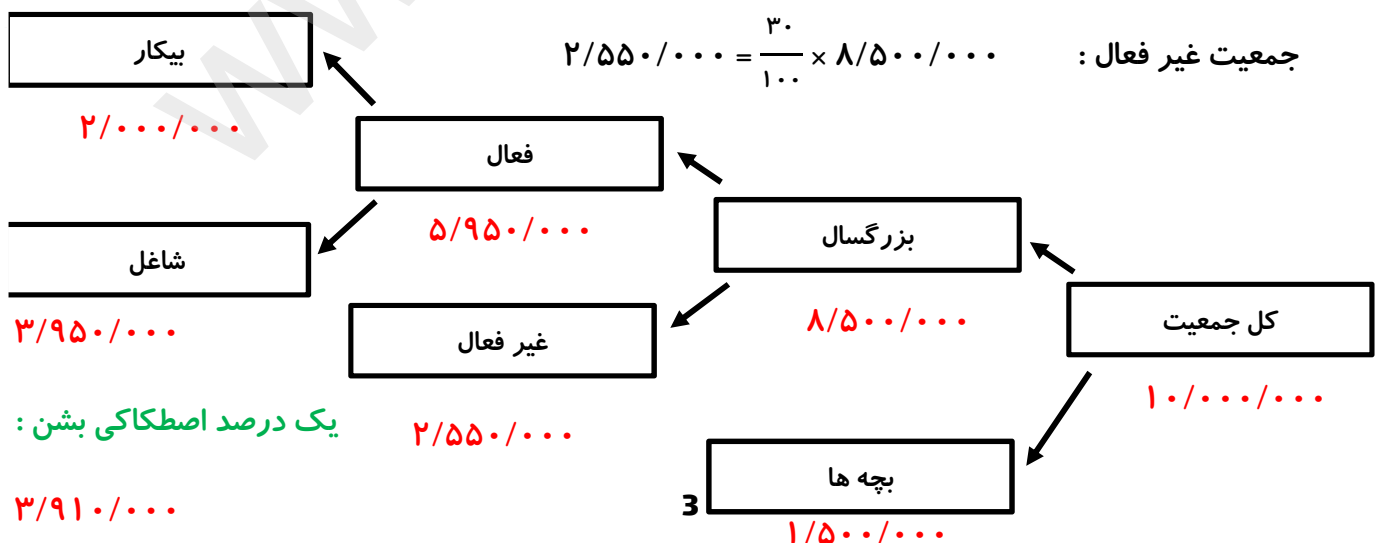 جمعیت غیر فعال : ۸/۵۰۰/۰۰۰ × ۳۰/۱۰۰ = ۲/۵۵۰/۰۰۰
بیکار
۲/۰۰۰/۰۰۰
فعال
۵/۹۵۰/۰۰۰
بزرگسال
۸/۵۰۰/۰۰۰
شاغل
۳/۹۵۰/۰۰۰
کل جمعیت
۱۰/۰۰۰/۰۰۰
غیر فعال
۲/۵۵۰/۰۰۰
یک درصد اصطکاکی بشن :
۳/۹۱۰/۰۰۰
بچه ها
۱/۵۰۰/۰۰۰
3